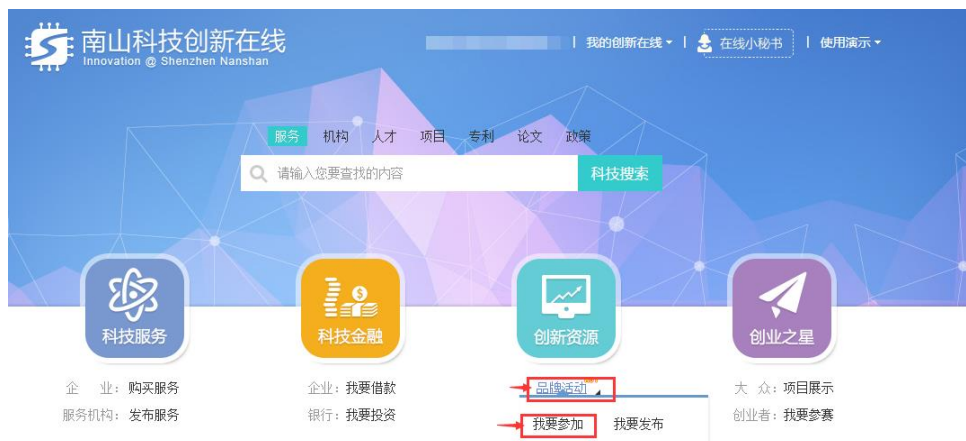 南山科技创新在线
Innovation @ Shenzhen Nanshan
我的创新在线 | 在线小秘书 | 使用演示
服务 机构 人才 项目 专利 论文 政策
请输入您要查找的内容 科技搜索
科技服务 科技金融 创新资源 创业之星
企 业：购买服务 企业：我要借款 品牌活动 大 众：项目展示
服务机构：发布服务 银行：我要投资 我要参加 我要发布 创业者：我要参赛